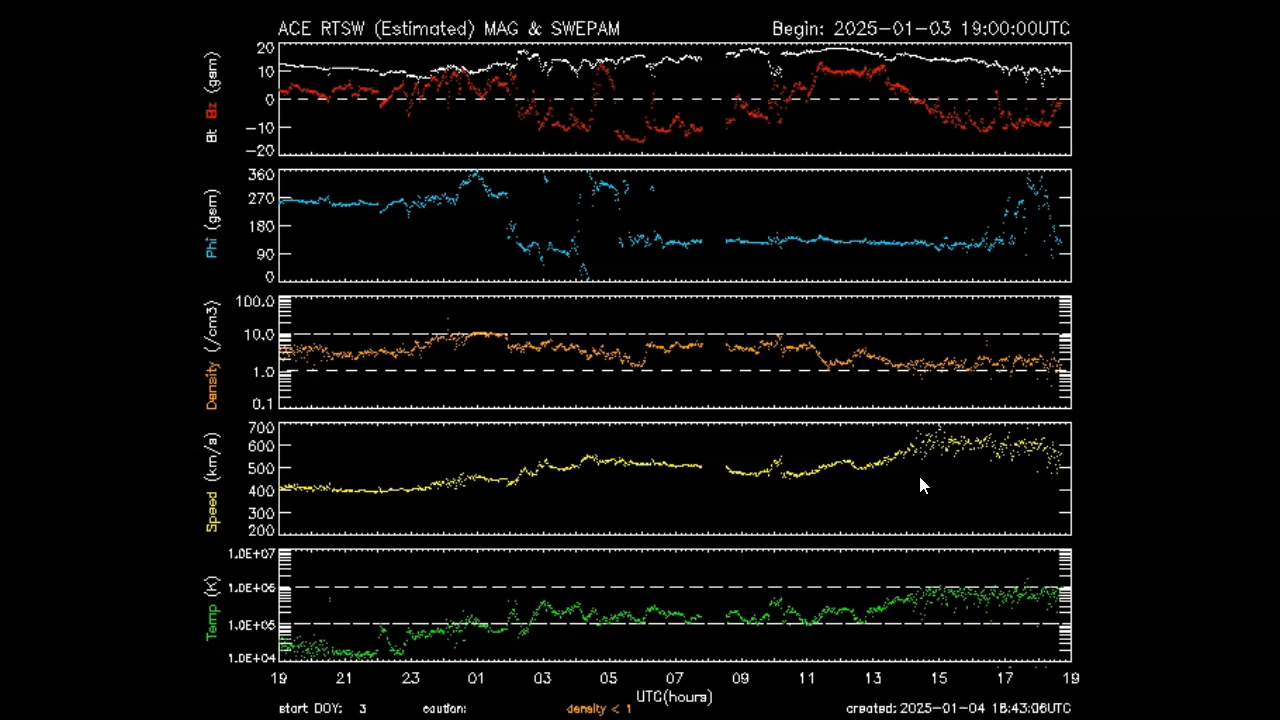 ACE RTSW (Estimated) MAG & SWEPAM Begin: 2025-01-03 19:00:00UTC
Bt Bz (gsm)
20
10
0
-10
-20
Phi (gsm)
360
270
180
90
0
Density (/cm3)
100.0
10.0
1.0
0.1
Speed (km/s)
700
600
500
400
300
200
Temp (K)
1.0E+07
1.0E+06
1.0E+05
1.0E+04
19 21 23 01 03 05 07 09 11 13 15 17 19
UTC(hours)
start DOY: 3 caution: density < 1 created: 2025-01-04 18:43:06UTC